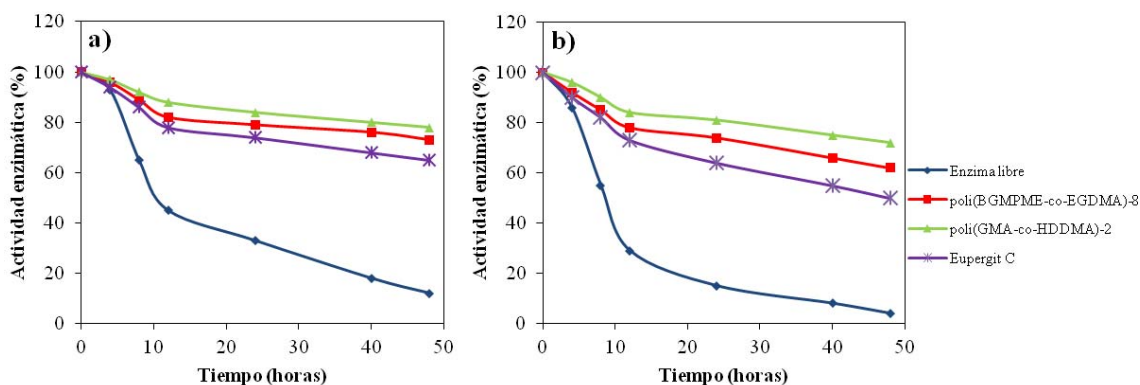 a)
Actividad enzimática (%)
120
100
80
60
40
20
0
0 10 20 30 40 50
Tiempo (horas)
b)
Actividad enzimática (%)
120
100
80
60
40
20
0
0 10 20 30 40 50
Tiempo (horas)
Enzima libre
poli(BGMPME-co-EGDMA)-8
poli(GMA-co-HDDMA)-2
Eupergit C